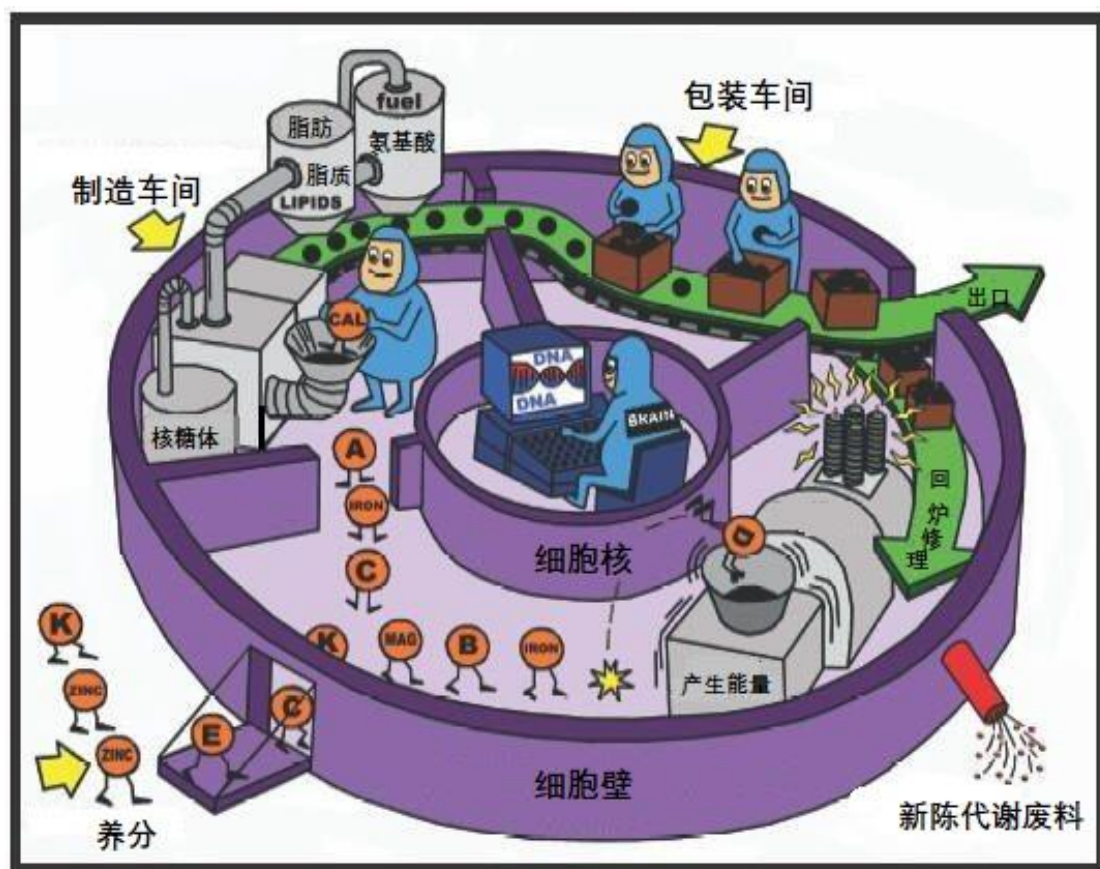 包装车间
制造车间
fuel
氨基酸
脂肪
脂质
LIPIDS
出口
CAL
DNA
DNA
BRAIN
核糖体
A
IRON
C
细胞核
D
回炉修理
K
MAG
B
IRON
K
ZINC
ZINC
E
C
产生能量
细胞壁
养分
新陈代谢废料